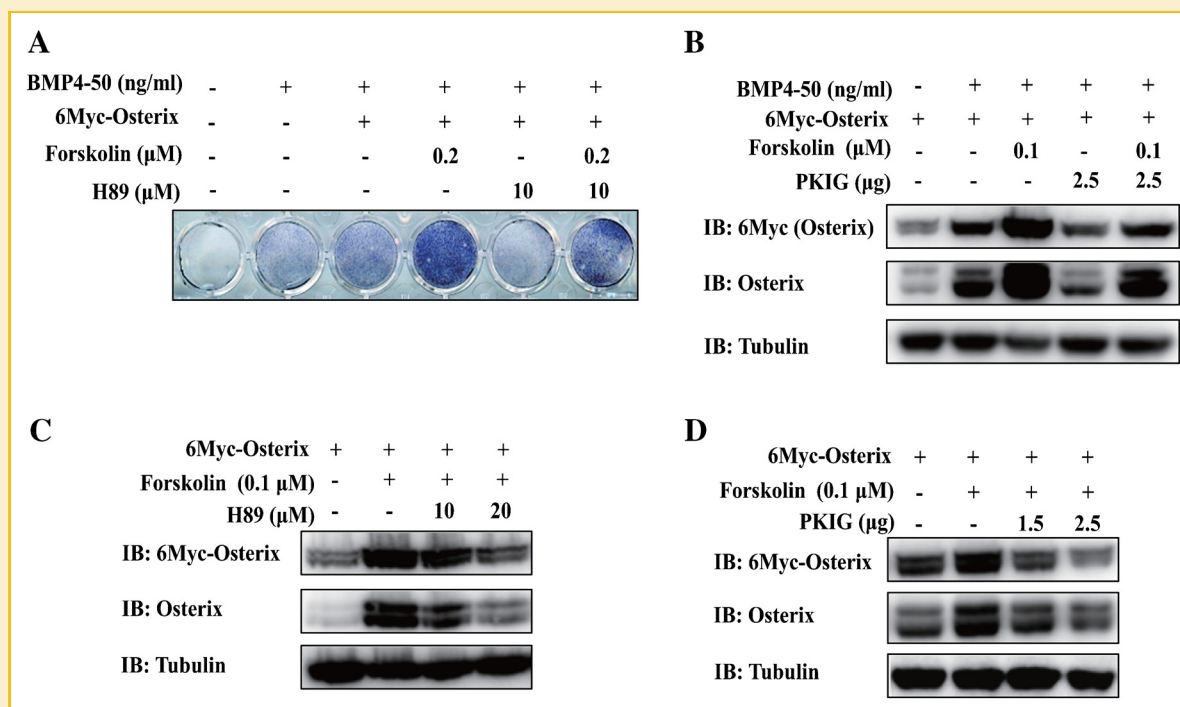 A
BMP4-50 (ng/ml) - + + + + +
6Myc-Osterix - - + + + +
Forskolin (μM) - - - 0.2 - 0.2
H89 (μM) - - - - 10 10
B
BMP4-50 (ng/ml) - + + + +
6Myc-Osterix + + + + +
Forskolin (μM) - - 0.1 - 0.1
PKIG (μg) - - - 2.5 2.5
IB: 6Myc (Osterix)
IB: Osterix
IB: Tubulin
C
6Myc-Osterix + + + +
Forskolin (0.1 μM) - + + +
H89 (μM) - - 10 20
IB: 6Myc-Osterix
IB: Osterix
IB: Tubulin
D
6Myc-Osterix + + + +
Forskolin (0.1 μM) - + + +
PKIG (μg) - - 1.5 2.5
IB: 6Myc-Osterix
IB: Osterix
IB: Tubulin